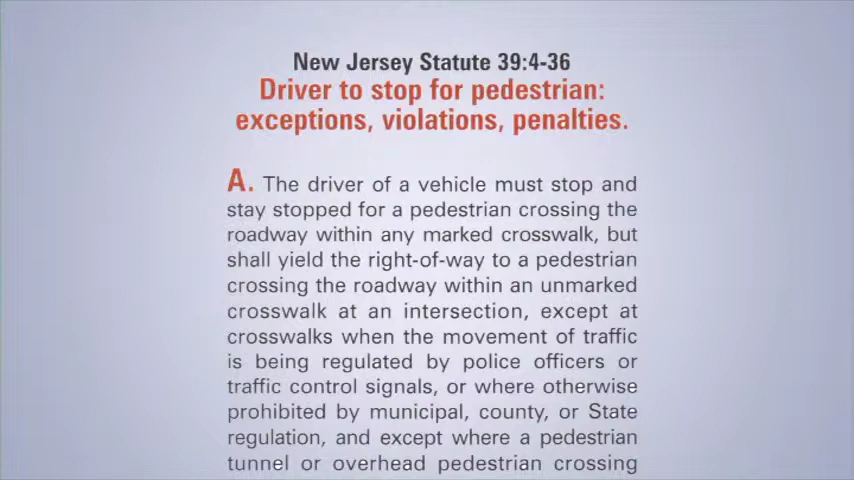 New Jersey Statute 39:4-36
Driver to stop for pedestrian:
exceptions, violations, penalties.
A. The driver of a vehicle must stop and
stay stopped for a pedestrian crossing the
roadway within any marked crosswalk, but
shall yield the right-of-way to a pedestrian
crossing the roadway within an unmarked
crosswalk at an intersection, except at
crosswalks when the movement of traffic
is being regulated by police officers or
traffic control signals, or where otherwise
prohibited by municipal, county, or State
regulation, and except where a pedestrian
tunnel or overhead pedestrian crossing